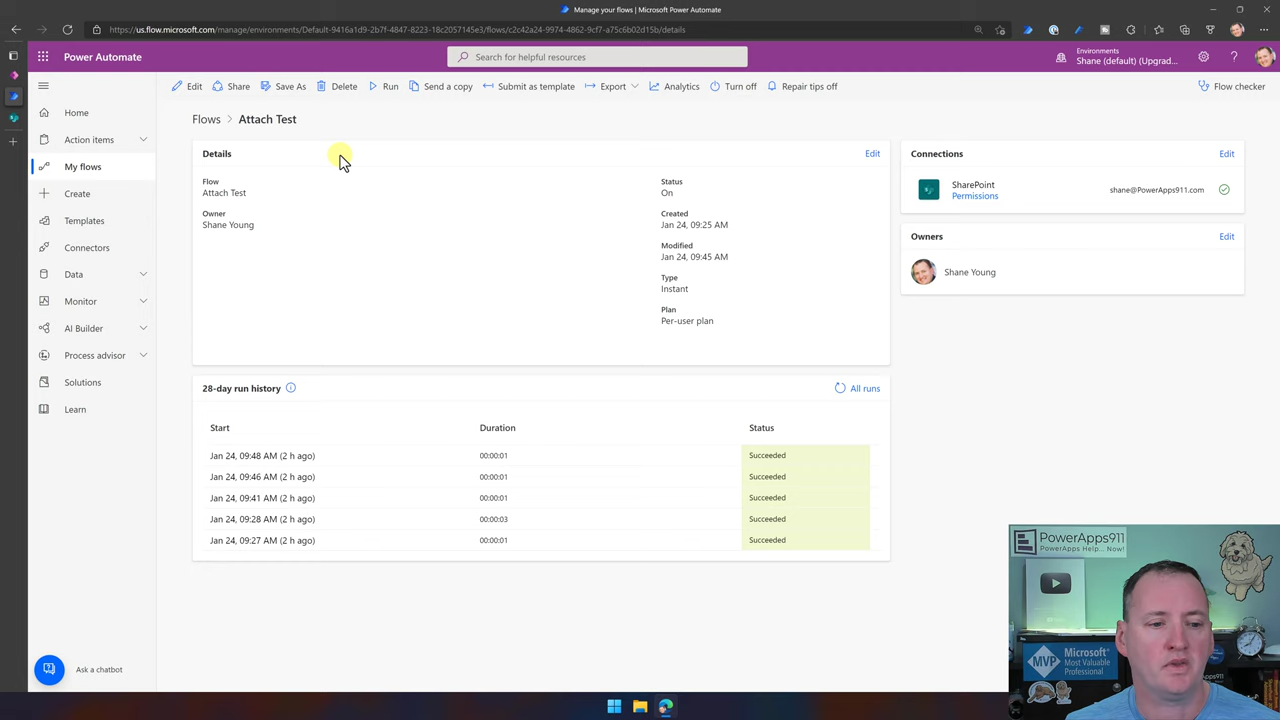 Manage your flows | Microsoft Power Automate
https://us.flow.microsoft.com/manage/environments/Default-9416a1d9-2b7f-4847-8223-18c2057145e3/flows/c2c42a24-9974-4862-9cf7-a75c6b02d15b/details
Power Automate
Search for helpful resources
Environments
Shane (default) (Upgrad...
Edit
Share
Save As
Delete
Run
Send a copy
Submit as template
Export
Analytics
Turn off
Repair tips off
Flow checker
Home
Action items
My flows
Create
Templates
Connectors
Data
Monitor
AI Builder
Process advisor
Solutions
Learn
Ask a chatbot
Flows > Attach Test
Details
Edit
Flow
Attach Test
Owner
Shane Young
Status
On
Created
Jan 24, 09:25 AM
Modified
Jan 24, 09:45 AM
Type
Instant
Plan
Per-user plan
28-day run history
All runs
Start Duration Status
Jan 24, 09:48 AM (2 h ago) 00:00:01 Succeeded
Jan 24, 09:46 AM (2 h ago) 00:00:01 Succeeded
Jan 24, 09:41 AM (2 h ago) 00:00:01 Succeeded
Jan 24, 09:28 AM (2 h ago) 00:00:03 Succeeded
Jan 24, 09:27 AM (2 h ago) 00:00:01 Succeeded
Connections
Edit
SharePoint
Permissions
shane@PowerApps911.com
Owners
Edit
Shane Young
PowerApps911
PowerApps Help... Now!
MVP
Microsoft®
Most Valuable
Professional